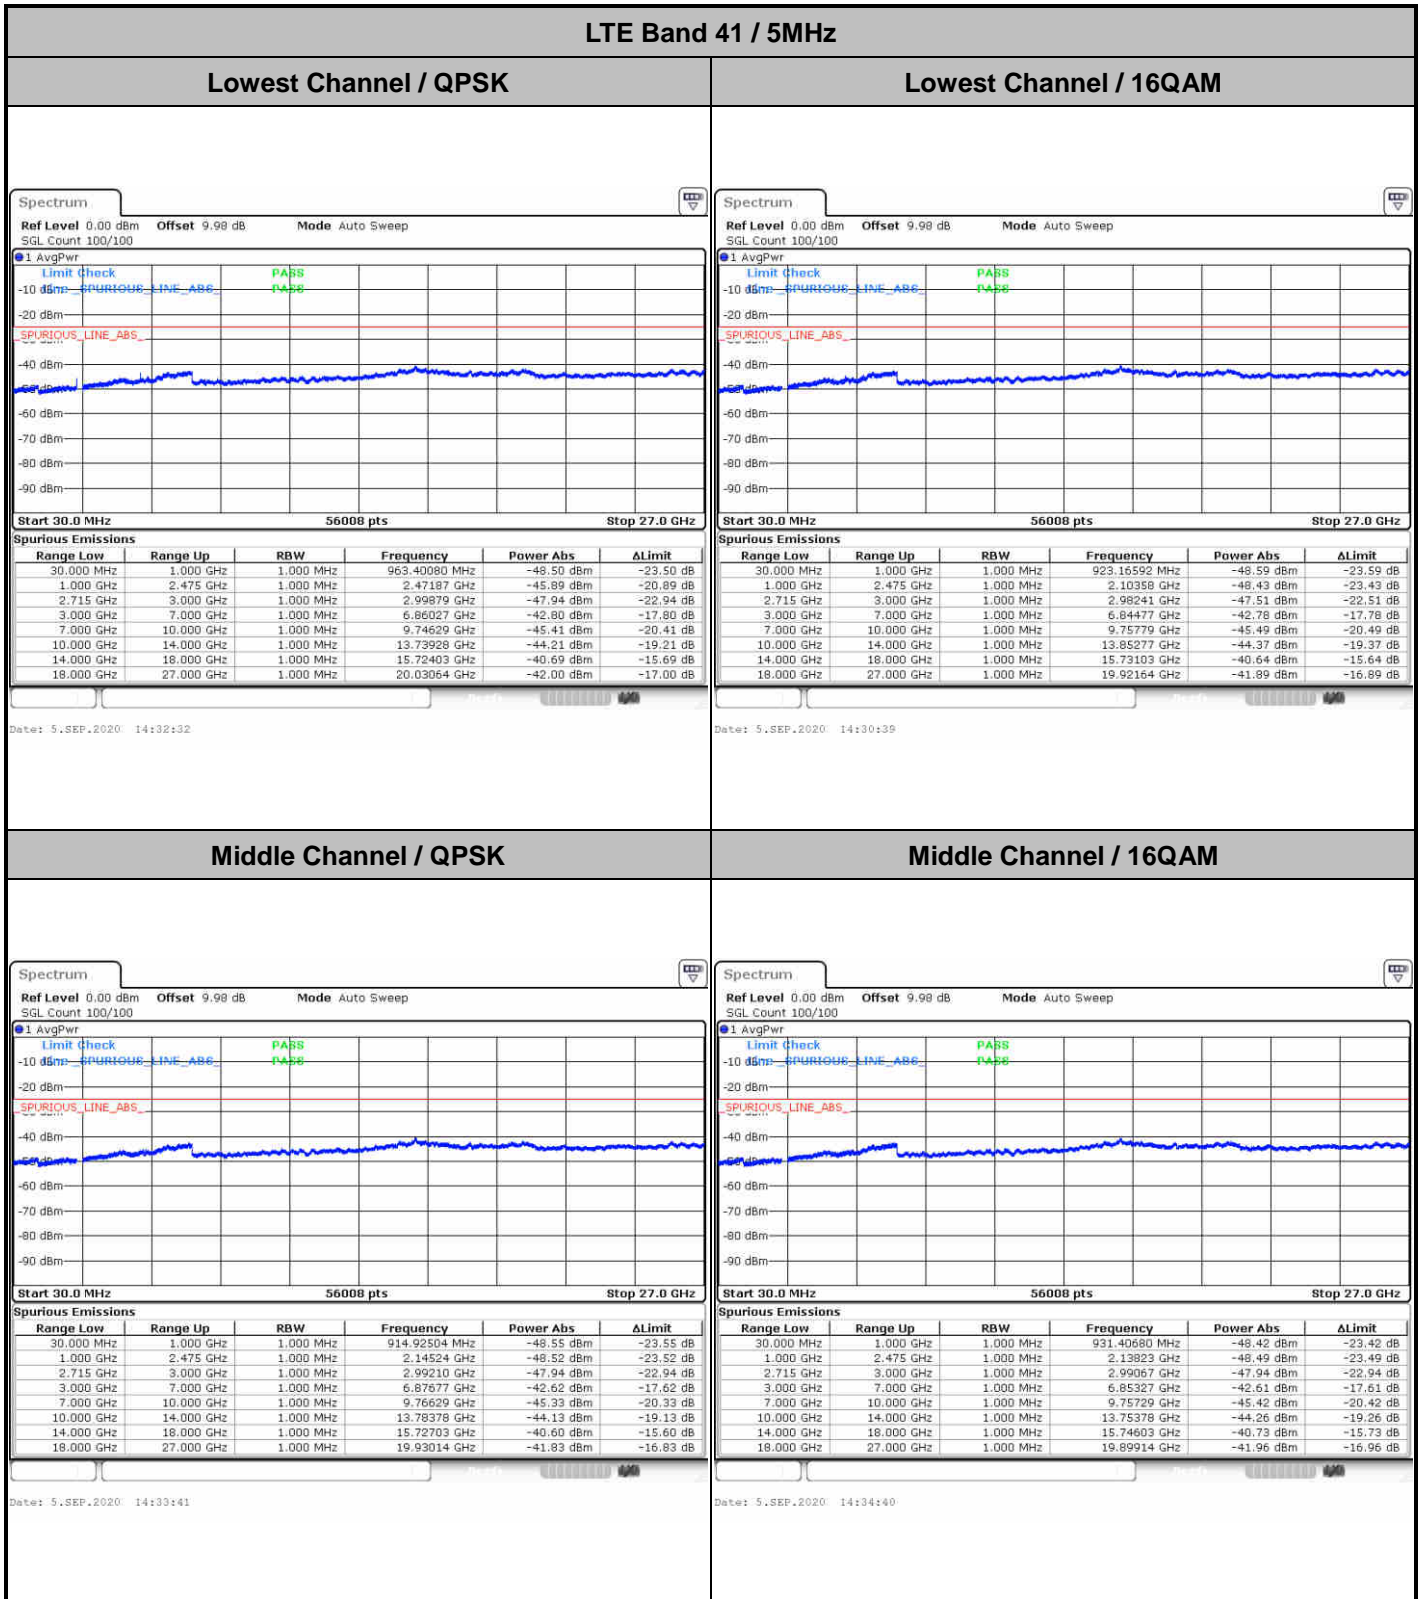 LTE Band 41 / 5MHz
Lowest Channel / QPSK
Lowest Channel / 16QAM
Spectrum
Ref Level 0.00 dBm Offset 9.98 dB Mode Auto Sweep
SGL Count 100/100
1 AvgPwr
Limit Check PASS
-10 dBm Line _SPURIOUS_LINE_ABS_ PASS
-20 dBm
_SPURIOUS_LINE_ABS_
-40 dBm
-60 dBm
-70 dBm
-80 dBm
-90 dBm
Start 30.0 MHz 56008 pts Stop 27.0 GHz
Spurious Emissions
Range Low Range Up RBW Frequency Power Abs ΔLimit
30.000 MHz 1.000 GHz 1.000 MHz 963.40080 MHz -48.50 dBm -23.50 dB
1.000 GHz 2.475 GHz 1.000 MHz 2.47187 GHz -45.89 dBm -20.89 dB
2.715 GHz 3.000 GHz 1.000 MHz 2.99879 GHz -47.94 dBm -22.94 dB
3.000 GHz 7.000 GHz 1.000 MHz 6.86027 GHz -42.80 dBm -17.80 dB
7.000 GHz 10.000 GHz 1.000 MHz 9.74629 GHz -45.41 dBm -20.41 dB
10.000 GHz 14.000 GHz 1.000 MHz 13.73928 GHz -44.21 dBm -19.21 dB
14.000 GHz 18.000 GHz 1.000 MHz 15.72403 GHz -40.69 dBm -15.69 dB
18.000 GHz 27.000 GHz 1.000 MHz 20.03064 GHz -42.00 dBm -17.00 dB
Date: 5.SEP.2020 14:32:32
Spectrum
Ref Level 0.00 dBm Offset 9.98 dB Mode Auto Sweep
SGL Count 100/100
1 AvgPwr
Limit Check PASS
-10 dBm Line _SPURIOUS_LINE_ABS_ PASS
-20 dBm
_SPURIOUS_LINE_ABS_
-40 dBm
-60 dBm
-70 dBm
-80 dBm
-90 dBm
Start 30.0 MHz 56008 pts Stop 27.0 GHz
Spurious Emissions
Range Low Range Up RBW Frequency Power Abs ΔLimit
30.000 MHz 1.000 GHz 1.000 MHz 923.16592 MHz -48.59 dBm -23.59 dB
1.000 GHz 2.475 GHz 1.000 MHz 2.10358 GHz -48.43 dBm -23.43 dB
2.715 GHz 3.000 GHz 1.000 MHz 2.98241 GHz -47.51 dBm -22.51 dB
3.000 GHz 7.000 GHz 1.000 MHz 6.84477 GHz -42.78 dBm -17.78 dB
7.000 GHz 10.000 GHz 1.000 MHz 9.75779 GHz -45.49 dBm -20.49 dB
10.000 GHz 14.000 GHz 1.000 MHz 13.85277 GHz -44.37 dBm -19.37 dB
14.000 GHz 18.000 GHz 1.000 MHz 15.73103 GHz -40.64 dBm -15.64 dB
18.000 GHz 27.000 GHz 1.000 MHz 19.92164 GHz -41.89 dBm -16.89 dB
Date: 5.SEP.2020 14:30:39
Middle Channel / QPSK
Middle Channel / 16QAM
Spectrum
Ref Level 0.00 dBm Offset 9.98 dB Mode Auto Sweep
SGL Count 100/100
1 AvgPwr
Limit Check PASS
-10 dBm Line _SPURIOUS_LINE_ABS_ PASS
-20 dBm
_SPURIOUS_LINE_ABS_
-40 dBm
-60 dBm
-70 dBm
-80 dBm
-90 dBm
Start 30.0 MHz 56008 pts Stop 27.0 GHz
Spurious Emissions
Range Low Range Up RBW Frequency Power Abs ΔLimit
30.000 MHz 1.000 GHz 1.000 MHz 914.92504 MHz -48.55 dBm -23.55 dB
1.000 GHz 2.475 GHz 1.000 MHz 2.14524 GHz -48.52 dBm -23.52 dB
2.715 GHz 3.000 GHz 1.000 MHz 2.99210 GHz -47.94 dBm -22.94 dB
3.000 GHz 7.000 GHz 1.000 MHz 6.87677 GHz -42.62 dBm -17.62 dB
7.000 GHz 10.000 GHz 1.000 MHz 9.76629 GHz -45.33 dBm -20.33 dB
10.000 GHz 14.000 GHz 1.000 MHz 13.78378 GHz -44.13 dBm -19.13 dB
14.000 GHz 18.000 GHz 1.000 MHz 15.72703 GHz -40.60 dBm -15.60 dB
18.000 GHz 27.000 GHz 1.000 MHz 19.93014 GHz -41.83 dBm -16.83 dB
Date: 5.SEP.2020 14:33:41
Spectrum
Ref Level 0.00 dBm Offset 9.98 dB Mode Auto Sweep
SGL Count 100/100
1 AvgPwr
Limit Check PASS
-10 dBm Line _SPURIOUS_LINE_ABS_ PASS
-20 dBm
_SPURIOUS_LINE_ABS_
-40 dBm
-60 dBm
-70 dBm
-80 dBm
-90 dBm
Start 30.0 MHz 56008 pts Stop 27.0 GHz
Spurious Emissions
Range Low Range Up RBW Frequency Power Abs ΔLimit
30.000 MHz 1.000 GHz 1.000 MHz 931.40680 MHz -48.42 dBm -23.42 dB
1.000 GHz 2.475 GHz 1.000 MHz 2.13823 GHz -48.49 dBm -23.49 dB
2.715 GHz 3.000 GHz 1.000 MHz 2.99067 GHz -47.94 dBm -22.94 dB
3.000 GHz 7.000 GHz 1.000 MHz 6.85327 GHz -42.61 dBm -17.61 dB
7.000 GHz 10.000 GHz 1.000 MHz 9.75729 GHz -45.42 dBm -20.42 dB
10.000 GHz 14.000 GHz 1.000 MHz 13.75378 GHz -44.26 dBm -19.26 dB
14.000 GHz 18.000 GHz 1.000 MHz 15.74603 GHz -40.73 dBm -15.73 dB
18.000 GHz 27.000 GHz 1.000 MHz 19.89914 GHz -41.96 dBm -16.96 dB
Date: 5.SEP.2020 14:34:40